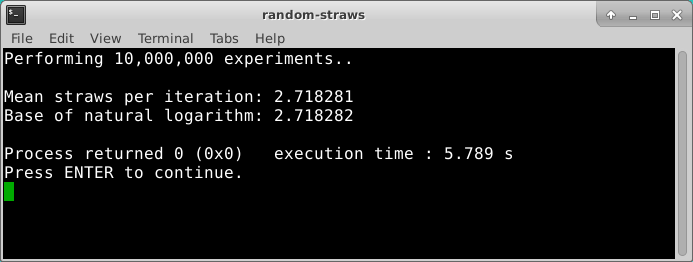 random-straws
File Edit View Terminal Tabs Help
Performing 10,000,000 experiments..
Mean straws per iteration: 2.718281
Base of natural logarithm: 2.718282
Process returned 0 (0x0)   execution time : 5.789 s
Press ENTER to continue.